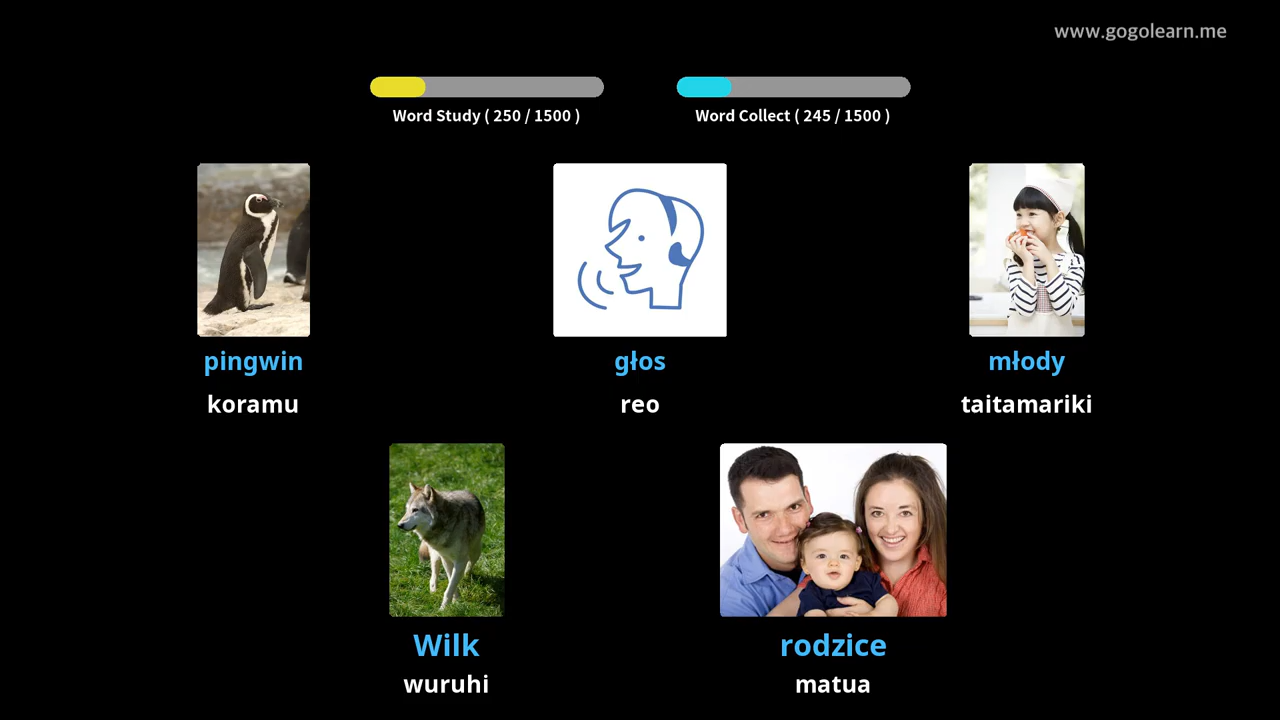 www.gogolearn.me
Word Study ( 250 / 1500 )
Word Collect ( 245 / 1500 )
pingwin
koramu
głos
reo
młody
taitamariki
Wilk
wuruhi
rodzice
matua